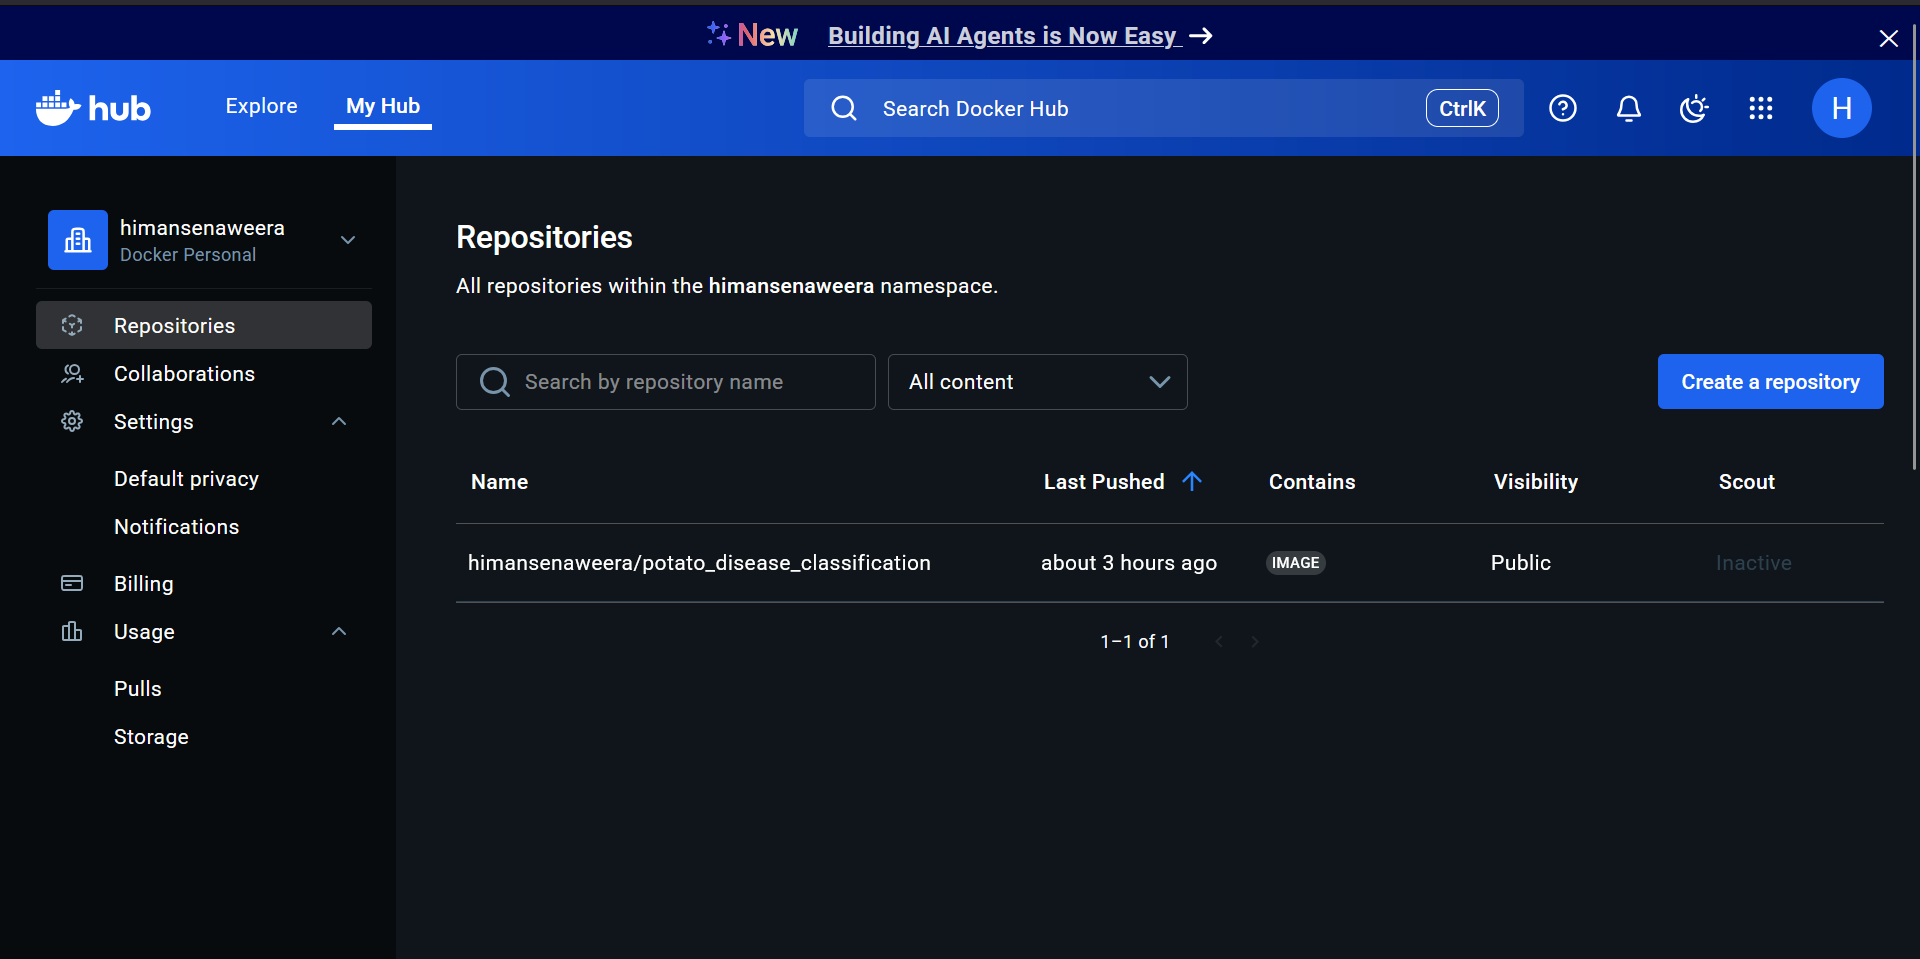 New Building AI Agents is Now Easy
hub Explore My Hub Search Docker Hub CtrlK H
himansenaweera
Docker Personal
Repositories
Collaborations
Settings
Default privacy
Notifications
Billing
Usage
Pulls
Storage
Repositories
All repositories within the himansenaweera namespace.
Search by repository name All content Create a repository
Name Last Pushed Contains Visibility Scout
himansenaweera/potato_disease_classification about 3 hours ago IMAGE Public Inactive
1–1 of 1